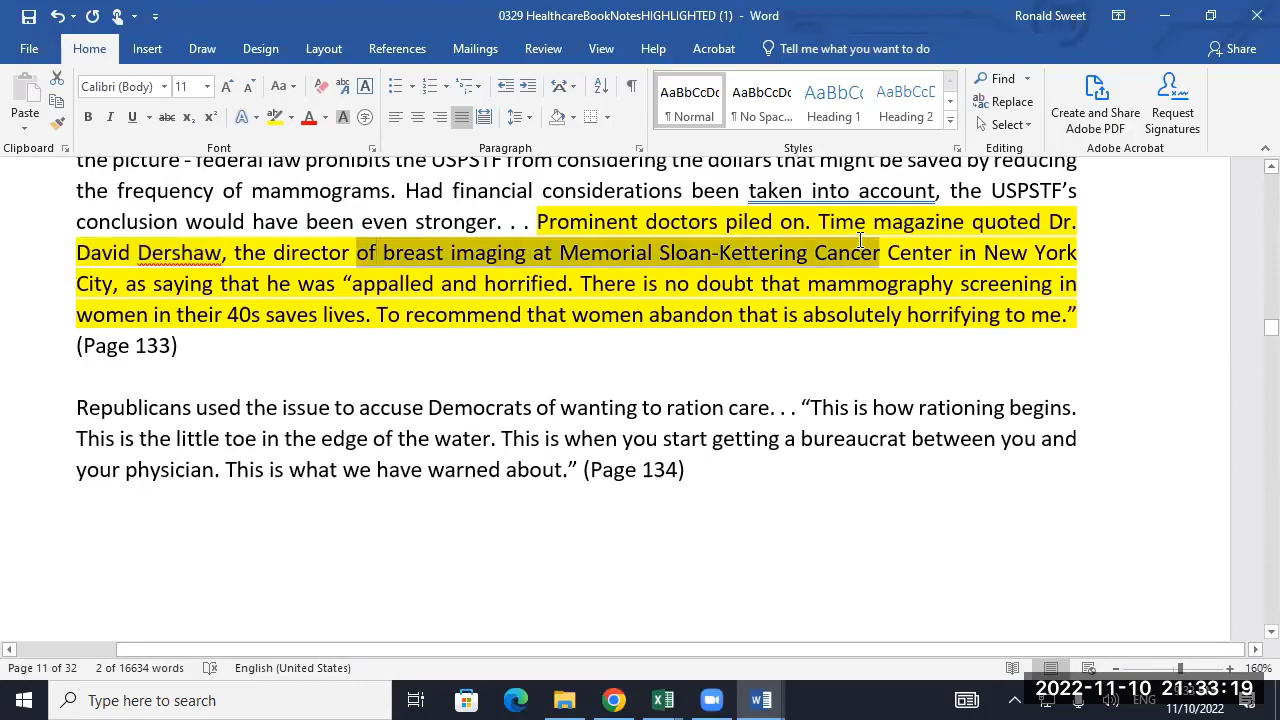 0329 HealthcareBookNotesHIGHLIGHTED (1) - Word
Ronald Sweet
File Home Insert Draw Design Layout References Mailings Review View Help Acrobat Tell me what you want to do Share
Paste
Clipboard
Calibri (Body) 11
Font
Paragraph
AaBbCcDc AaBbCcDc AaBbCc AaBbCcE
¶ Normal ¶ No Spac... Heading 1 Heading 2
Styles
Find
Replace
Select
Editing
Create and Share
Adobe PDF
Request
Signatures
Adobe Acrobat
the picture - federal law prohibits the USPSTF from considering the dollars that might be saved by reducing
the frequency of mammograms. Had financial considerations been taken into account, the USPSTF’s
conclusion would have been even stronger. . . Prominent doctors piled on. Time magazine quoted Dr.
David Dershaw, the director of breast imaging at Memorial Sloan-Kettering Cancer Center in New York
City, as saying that he was “appalled and horrified. There is no doubt that mammography screening in
women in their 40s saves lives. To recommend that women abandon that is absolutely horrifying to me.”
(Page 133)
Republicans used the issue to accuse Democrats of wanting to ration care. . . “This is how rationing begins.
This is the little toe in the edge of the water. This is when you start getting a bureaucrat between you and
your physician. This is what we have warned about.” (Page 134)
Page 11 of 32 2 of 16634 words English (United States) 160%
Type here to search
2022-11-10 21:33:19
11/10/2022